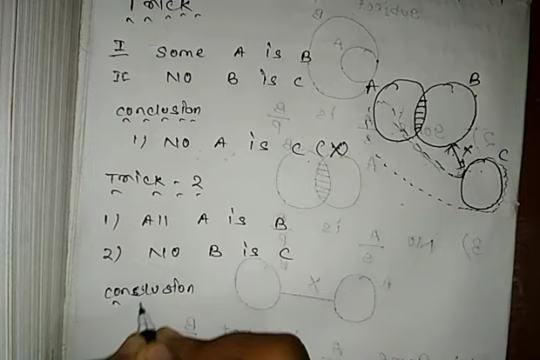 Trick
I Some A is B
II No B is C
A B
C
conclusion
1) No A is C (X)
Trick - 2
1) All A is B
2) No B is C
conclusion